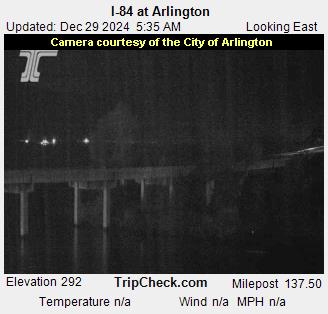 I-84 at Arlington
Updated: Dec 29 2024 5:35 AM Looking East
Camera courtesy of the City of Arlington
Elevation 292 TripCheck.com Milepost 137.50
Temperature n/a Wind n/a MPH n/a